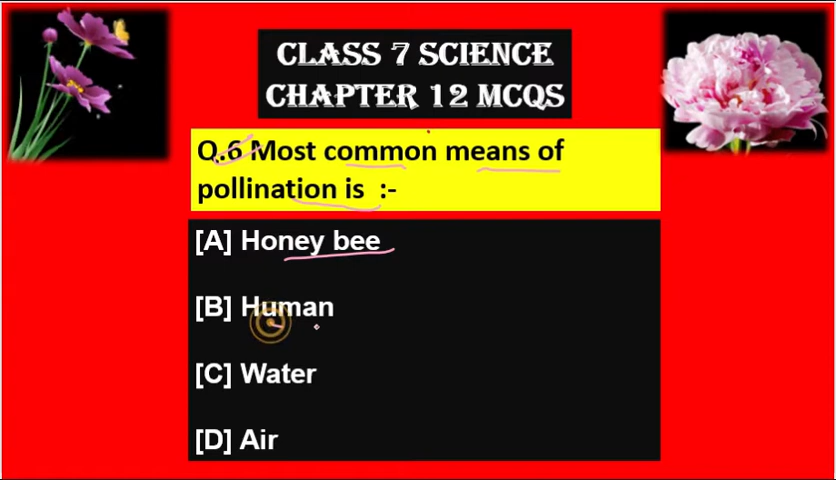 CLASS 7 SCIENCE
CHAPTER 12 MCQS
Q.6 Most common means of
pollination is :-
[A] Honey bee
[B] Human
[C] Water
[D] Air